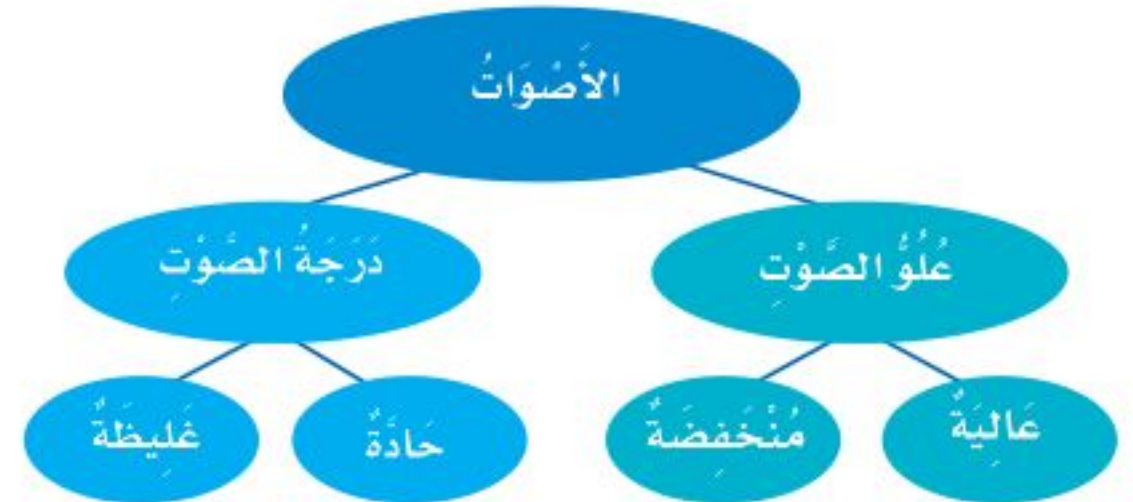 الأَصْوَاتُ
عُلُوُّ الصَّوْتِ
دَرَجَةُ الصَّوْتِ
عَالِيَةٌ
مُنْخَفِضَةٌ
حَادَّةٌ
غَلِيظَةٌ